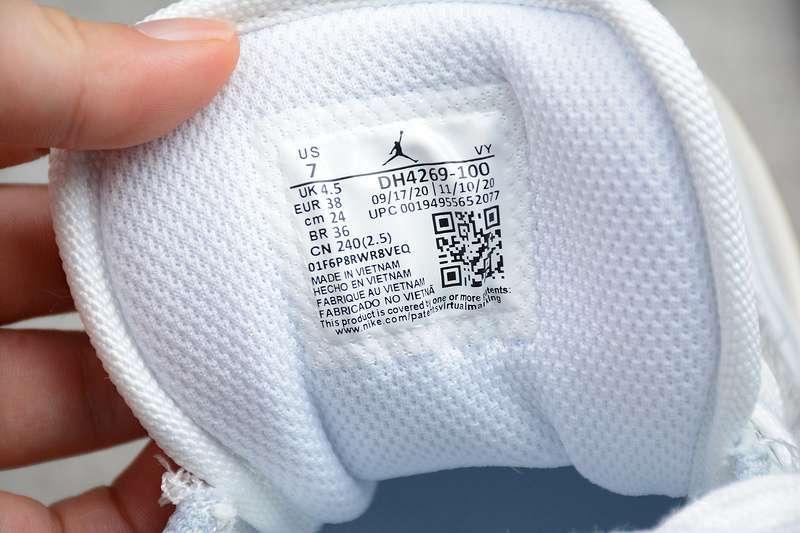 US VY
7 DH4269-100
UK 4.5 09/17/20 11/10/20
EUR 38 UPC 00194955652077
cm 24
BR 36
CN 240(2.5)
01F6P8RWR8VEQ
MADE IN VIETNAM
HECHO EN VIETNAM
FABRIQUE AU VIETNAM
FABRICADO NO VIETNÃ
This product is covered by one or more patents:
www.nike.com/patentsvirtualmarking